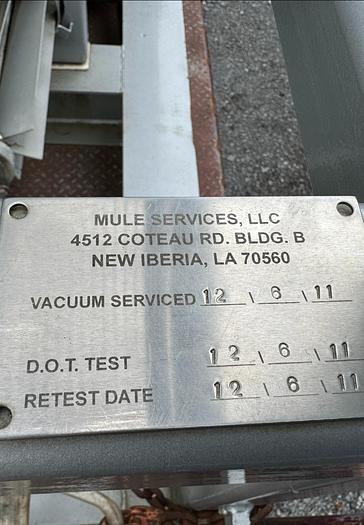 MULE SERVICES, LLC
4512 COTEAU RD. BLDG. B
NEW IBERIA, LA 70560
VACUUM SERVICED 12 \ 6 \ 11
D.O.T. TEST 12 \ 6 \ 11
RETEST DATE 12 \ 6 \ 11